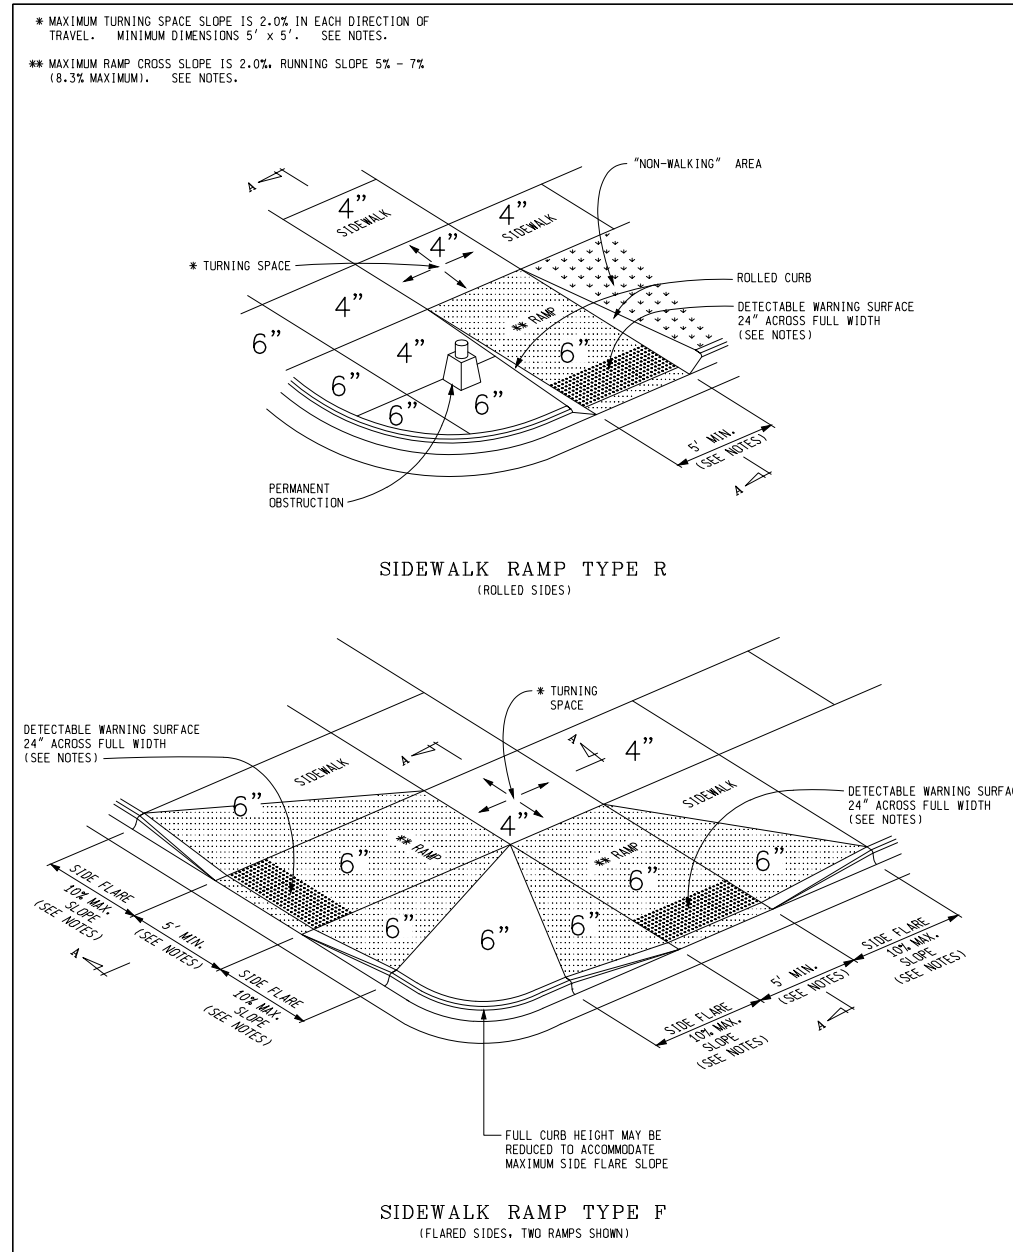 * MAXIMUM TURNING SPACE SLOPE IS 2.0% IN EACH DIRECTION OF
TRAVEL. MINIMUM DIMENSIONS 5' x 5'. SEE NOTES.
** MAXIMUM RAMP CROSS SLOPE IS 2.0%, RUNNING SLOPE 5% - 7%
(8.3% MAXIMUM). SEE NOTES.
"NON-WALKING" AREA
A
4"
SIDEWALK
4"
SIDEWALK
4"
* TURNING SPACE
ROLLED CURB
4"
DETECTABLE WARNING SURFACE
24" ACROSS FULL WIDTH
(SEE NOTES)
** RAMP
6"
4"
6"
6"
6"
6"
5' MIN.
(SEE NOTES)
A
PERMANENT
OBSTRUCTION
SIDEWALK RAMP TYPE R
(ROLLED SIDES)
* TURNING
SPACE
DETECTABLE WARNING SURFACE
24" ACROSS FULL WIDTH
(SEE NOTES)
A
A
4"
SIDEWALK
SIDEWALK
DETECTABLE WARNING SURFAC
24" ACROSS FULL WIDTH
(SEE NOTES)
6"
4"
** RAMP
** RAMP
6"
6"
6"
6"
6"
6"
SIDE FLARE
10% MAX.
SLOPE
(SEE NOTES)
5' MIN.
(SEE NOTES)
A
SIDE FLARE
10% MAX.
SLOPE
(SEE NOTES)
SIDE FLARE
10% MAX.
SLOPE
(SEE NOTES)
5' MIN.
(SEE NOTES)
SIDE FLARE
10% MAX.
SLOPE
(SEE NOTES)
A
FULL CURB HEIGHT MAY BE
REDUCED TO ACCOMMODATE
MAXIMUM SIDE FLARE SLOPE
SIDEWALK RAMP TYPE F
(FLARED SIDES, TWO RAMPS SHOWN)